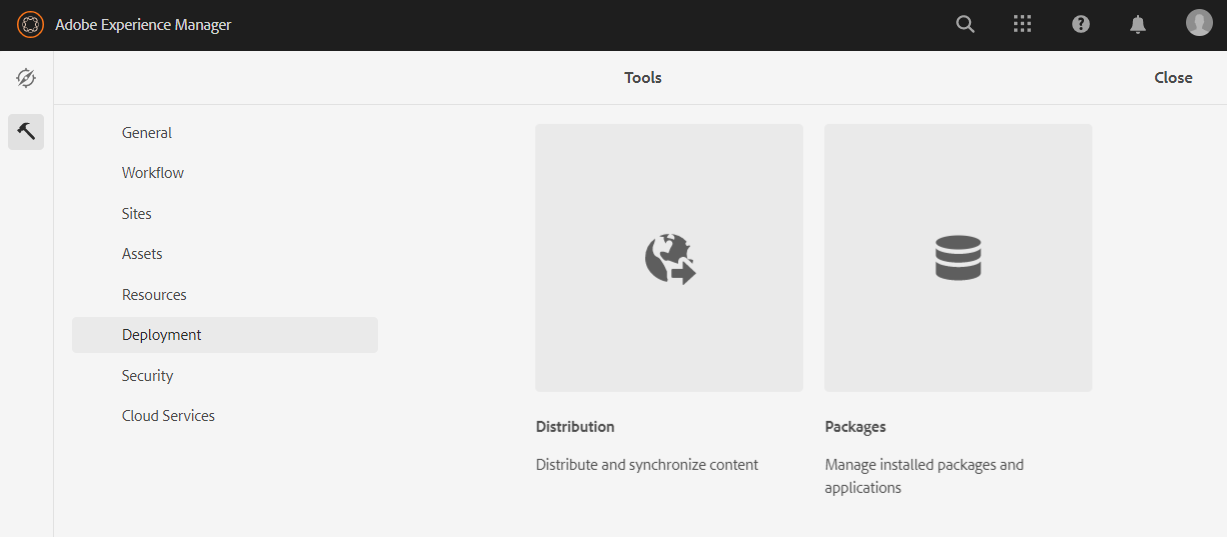 Adobe Experience Manager
Tools
Close
General
Workflow
Sites
Assets
Resources
Deployment
Security
Cloud Services
Distribution
Distribute and synchronize content
Packages
Manage installed packages and
applications